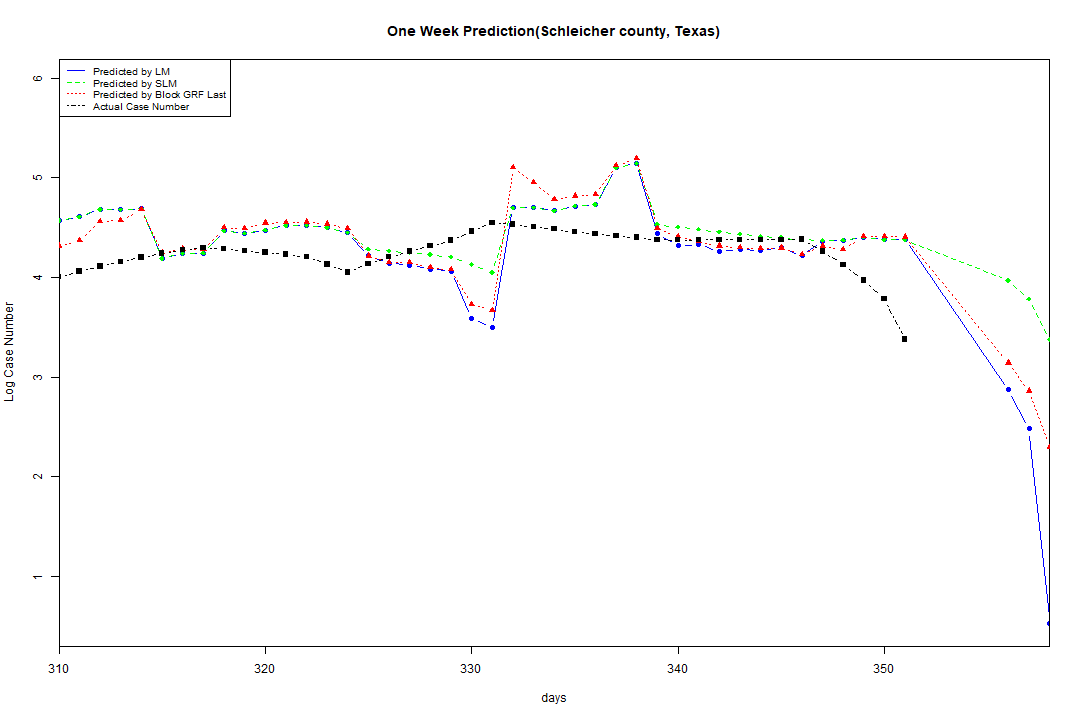 One Week Prediction(Schleicher county, Texas)
Predicted by LM
Predicted by SLM
Predicted by Block GRF Last
Actual Case Number
6
5
4
3
2
1
Log Case Number
310 320 330 340 350
days